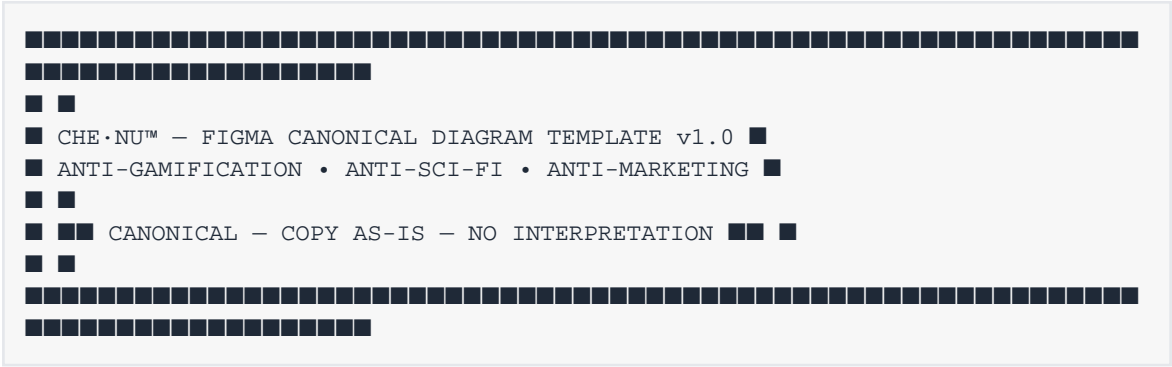 ■■■■■■■■■■■■■■■■■■■■■■■■■■■■■■■■■■■■■■■■■■■■■■■■■■■■■■■■■■■■■
■■■■■■■■■■■■■■■■■■■
■ ■
■ CHE·NU™ — FIGMA CANONICAL DIAGRAM TEMPLATE v1.0 ■
■ ANTI-GAMIFICATION • ANTI-SCI-FI • ANTI-MARKETING ■
■ ■
■ ■■ CANONICAL — COPY AS-IS — NO INTERPRETATION ■■ ■
■ ■
■■■■■■■■■■■■■■■■■■■■■■■■■■■■■■■■■■■■■■■■■■■■■■■■■■■■■■■■■■■■■
■■■■■■■■■■■■■■■■■■■